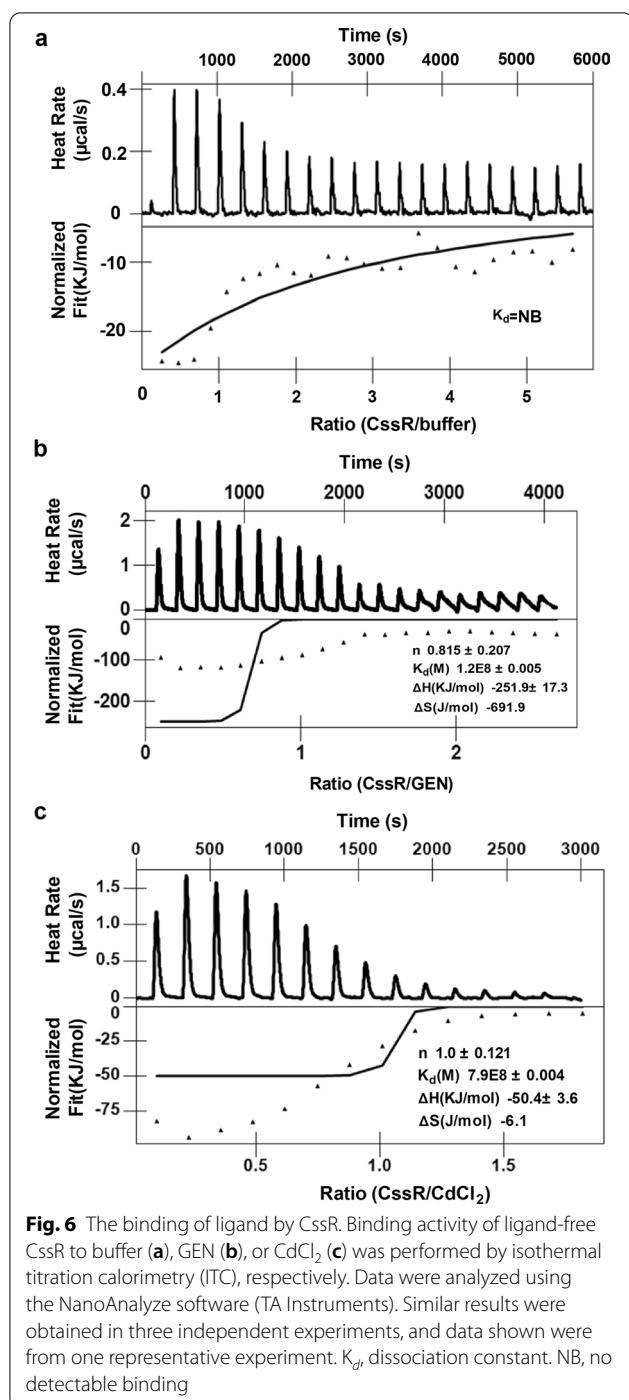 a
Time (s)
1000 2000 3000 4000 5000 6000
Heat Rate
(µcal/s)
0.4
0.2
0
Normalized
Fit(KJ/mol)
-10
-20
K_d=NB
0 1 2 3 4 5
Ratio (CssR/buffer)
b
Time (s)
0 1000 2000 3000 4000
Heat Rate
(µcal/s)
2
1
0
Normalized
Fit(KJ/mol)
0
-100
-200
n 0.815 ± 0.207
K_d(M) 1.2E8 ± 0.005
ΔH(KJ/mol) -251.9± 17.3
ΔS(J/mol) -691.9
0 1 2
Ratio (CssR/GEN)
c
Time (s)
0 500 1000 1500 2000 2500 3000
Heat Rate
(µcal/s)
1.5
1.0
0.5
0
Normalized
Fit(KJ/mol)
0
-25
-50
-75
n 1.0 ± 0.121
K_d(M) 7.9E8 ± 0.004
ΔH(KJ/mol) -50.4± 3.6
ΔS(J/mol) -6.1
0.5 1.0 1.5
Ratio (CssR/CdCl₂)
Fig. 6 The binding of ligand by CssR. Binding activity of ligand-free
CssR to buffer (a), GEN (b), or CdCl₂ (c) was performed by isothermal
titration calorimetry (ITC), respectively. Data were analyzed using
the NanoAnalyze software (TA Instruments). Similar results were
obtained in three independent experiments, and data shown were
from one representative experiment. K_d, dissociation constant. NB, no
detectable binding